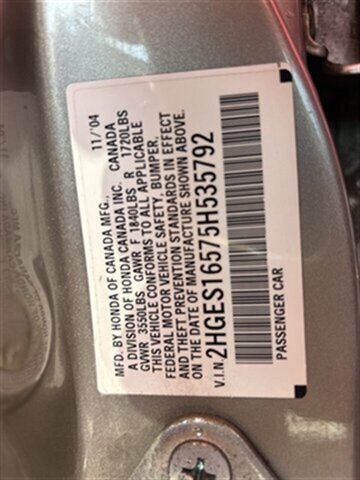 MFD. BY HONDA OF CANADA MFG., 11/'04
A DIVISION OF HONDA CANADA INC. CANADA
GVWR 3550LBS GAWR F 1840LBS R 1720LBS
THIS VEHICLE CONFORMS TO ALL APPLICABLE
FEDERAL MOTOR VEHICLE SAFETY, BUMPER,
AND THEFT PREVENTION STANDARDS IN EFFECT
ON THE DATE OF MANUFACTURE SHOWN ABOVE.
V.I.N. 2HGES16575H535792
PASSENGER CAR